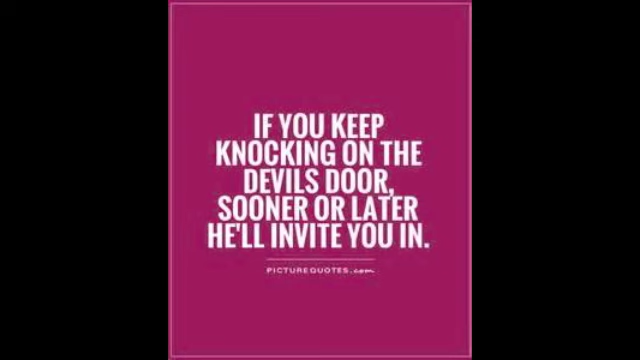 IF YOU KEEP
KNOCKING ON THE
DEVILS DOOR,
SOONER OR LATER
HE'LL INVITE YOU IN.
PICTUREQUOTES.com